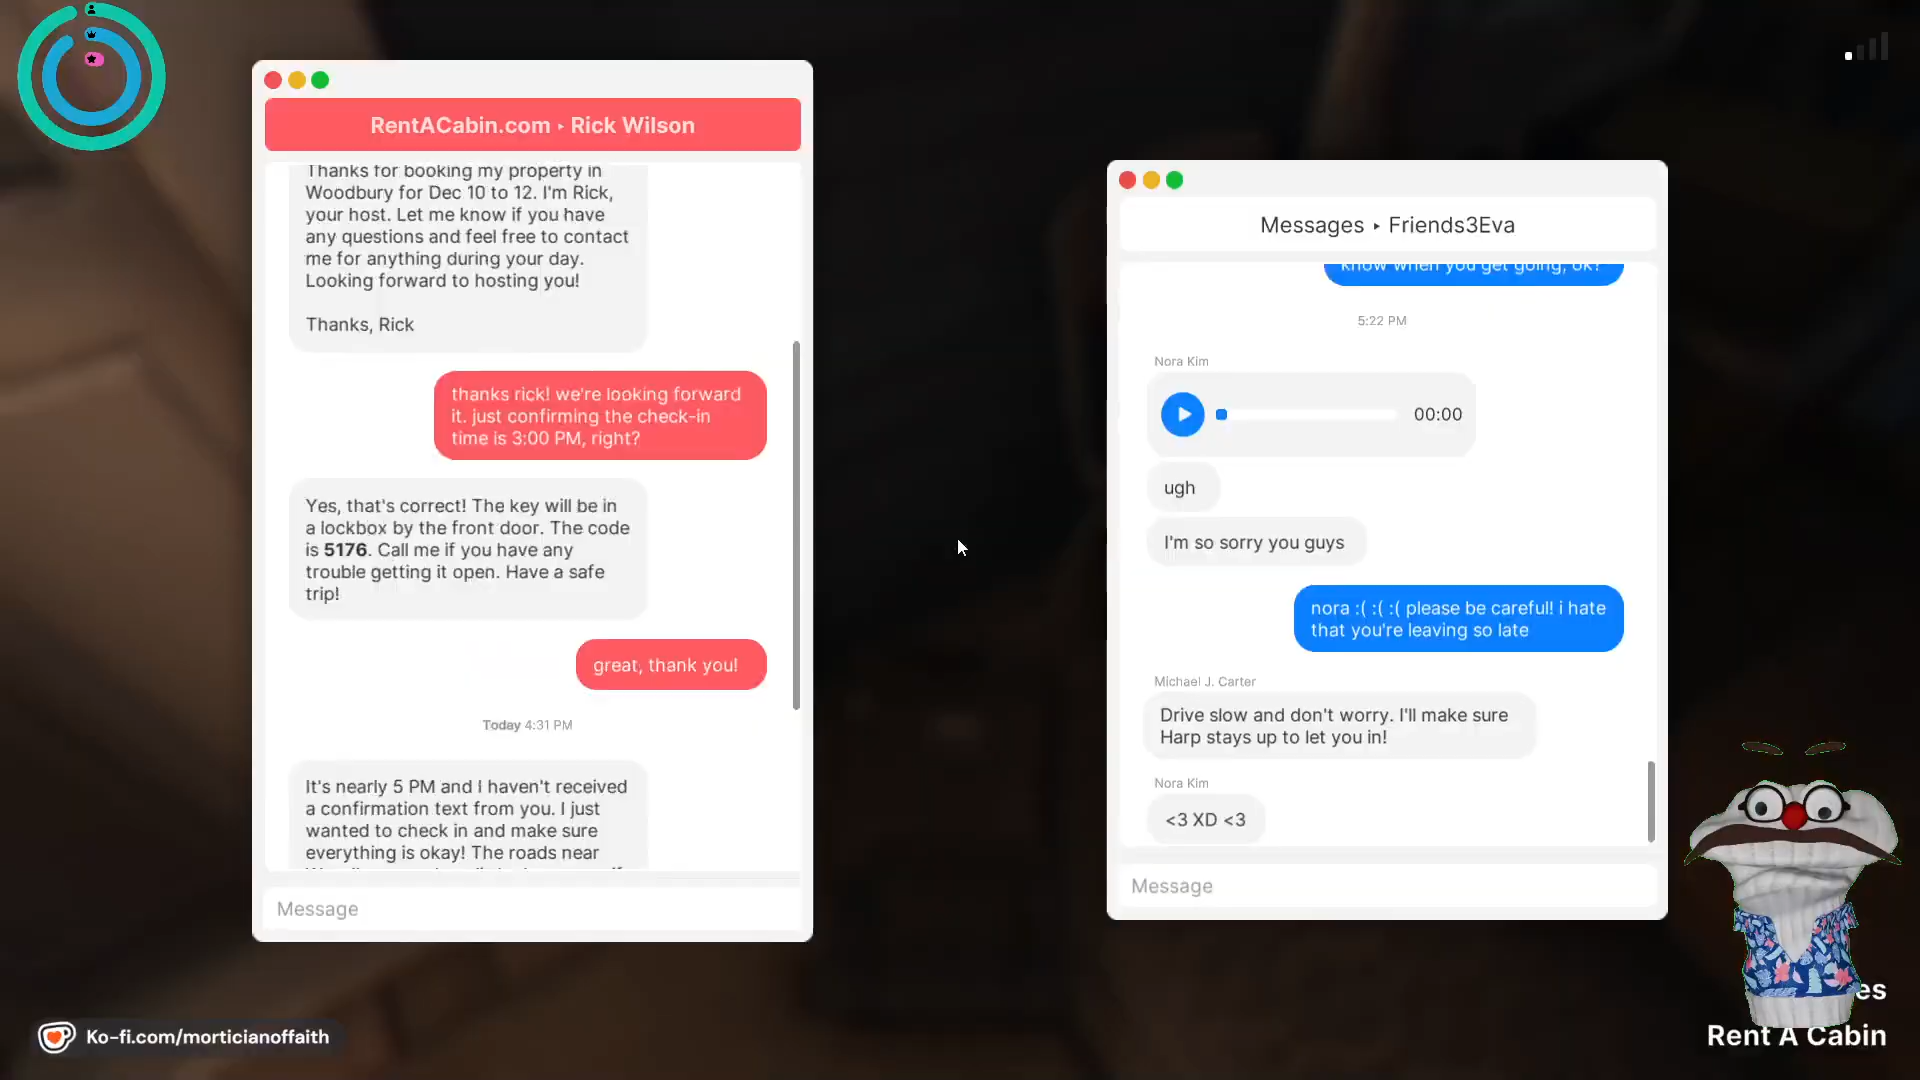 RentACabin.com ‣ Rick Wilson
Thanks for booking my property in
Woodbury for Dec 10 to 12. I'm Rick,
your host. Let me know if you have
any questions and feel free to contact
me for anything during your day.
Looking forward to hosting you!
Thanks, Rick
thanks rick! we're looking forward
it. just confirming the check-in
time is 3:00 PM, right?
Yes, that's correct! The key will be in
a lockbox by the front door. The code
is 5176. Call me if you have any
trouble getting it open. Have a safe
trip!
great, thank you!
Today 4:31 PM
It's nearly 5 PM and I haven't received
a confirmation text from you. I just
wanted to check in and make sure
everything is okay! The roads near
Message
Messages ‣ Friends3Eva
know when you get going, ok?
5:22 PM
Nora Kim
00:00
ugh
I'm so sorry you guys
nora :( :( :( please be careful! i hate
that you're leaving so late
Michael J. Carter
Drive slow and don't worry. I'll make sure
Harp stays up to let you in!
Nora Kim
<3 XD <3
Message
Ko-fi.com/morticianoffaith
Rent A Cabin